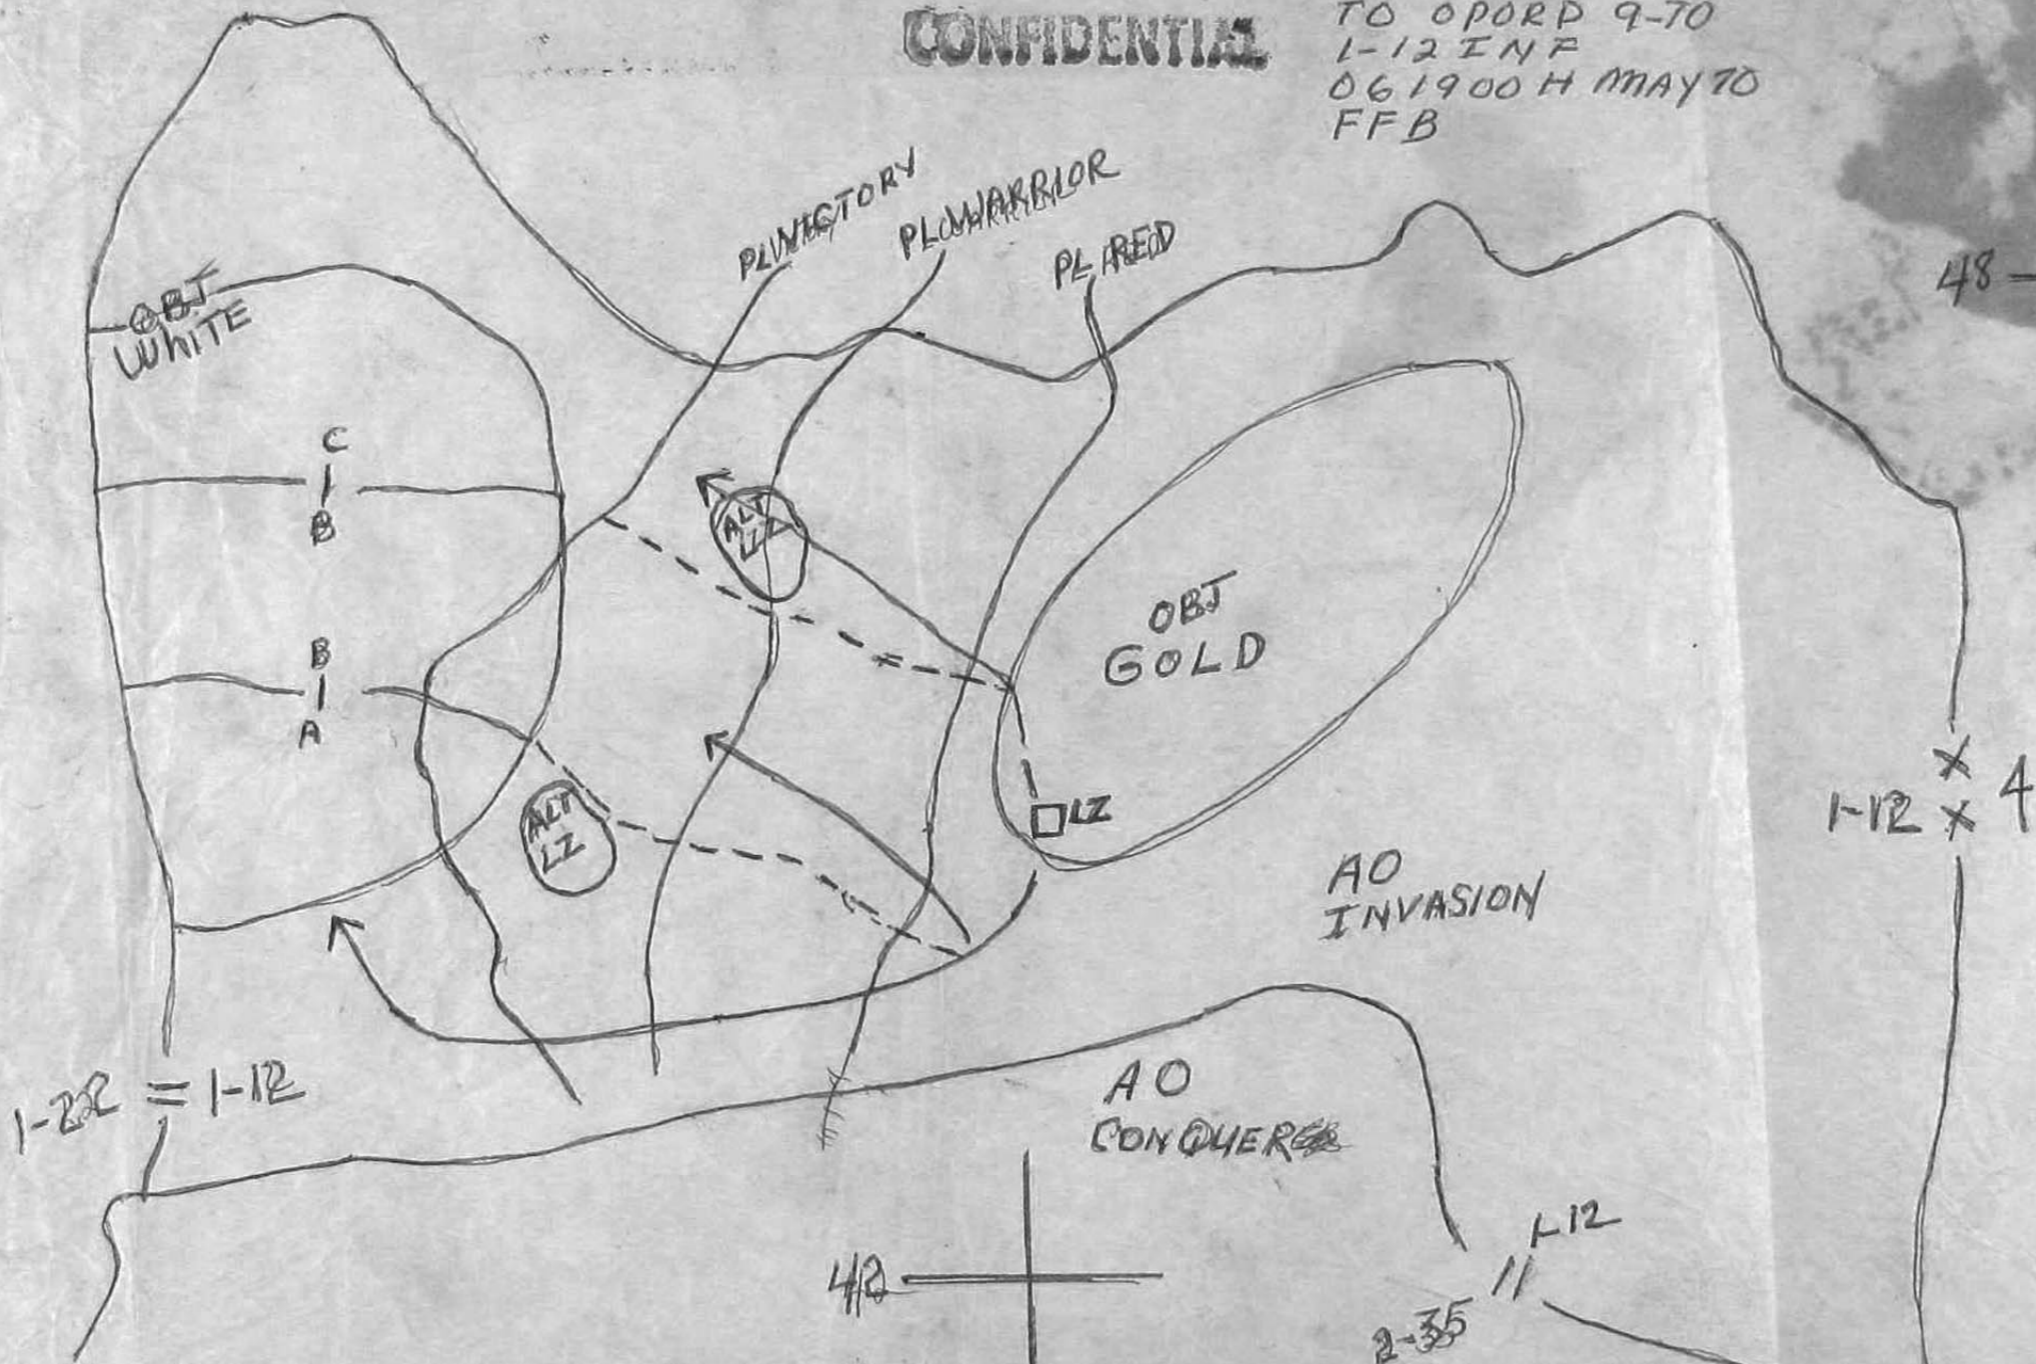 CONFIDENTIAL
TO OPORD 9-70
1-12 INF
061900 H MAY 70
FFB
PL VICTORY
PL WARRIOR
PL RED
48
OBJ
WHITE
C
B
ALT
LZ
OBJ
GOLD
B
A
LZ
ALT
LZ
1-12
4
AO
INVASION
1-22 = 1-12
AO
CONQUER
1-12
42
2-35